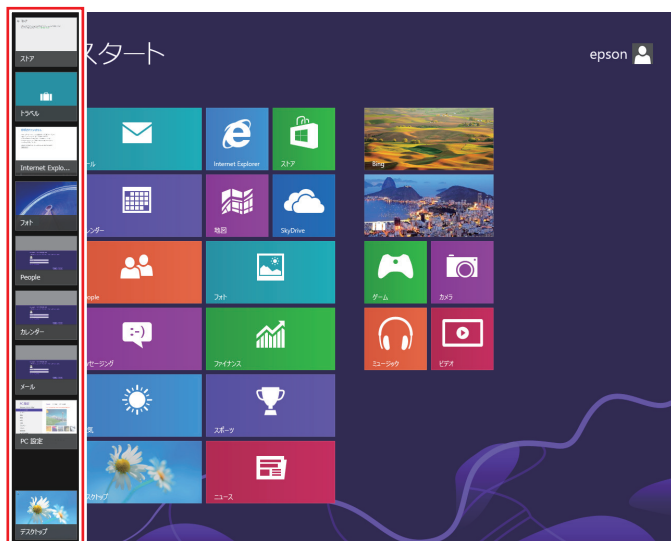 ストア
トラベル
Internet Explo...
フォト
People
カレンダー
メール
PC 設定
デスクトップ
スタート
epson
ール
Internet Explorer
ストア
Bing
レンダー
地図
SkyDrive
eople
フォト
ゲーム
カメラ
ッセージング
ファイナンス
ミュージック
ビデオ
気
スポーツ
スクトップ
ニュース